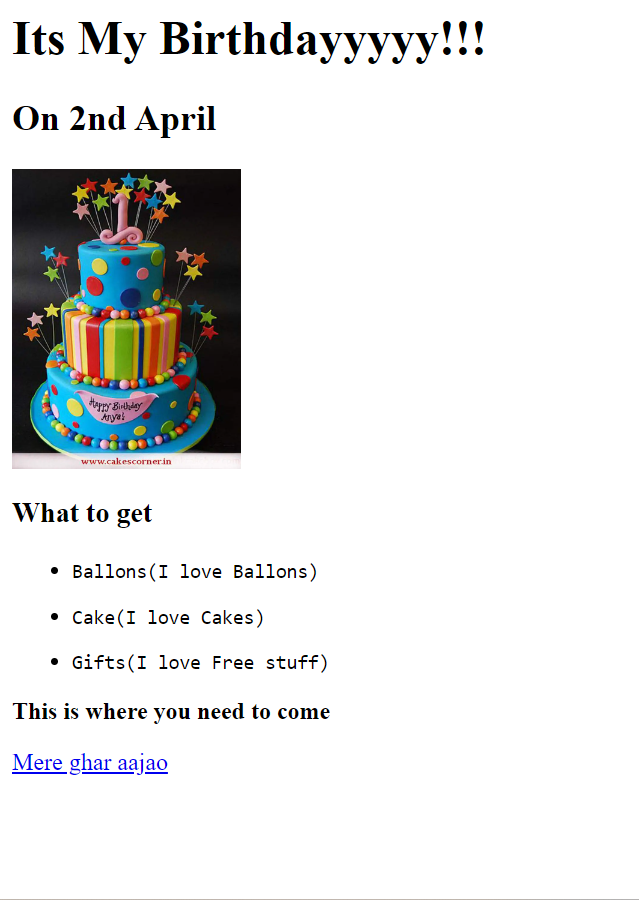 Its My Birthdayyyyy!!!
On 2nd April
1
Happy Birthday
Anya!
www.cakescorner.in
What to get
Ballons(I love Ballons)
Cake(I love Cakes)
Gifts(I love Free stuff)
This is where you need to come
Mere ghar aajao